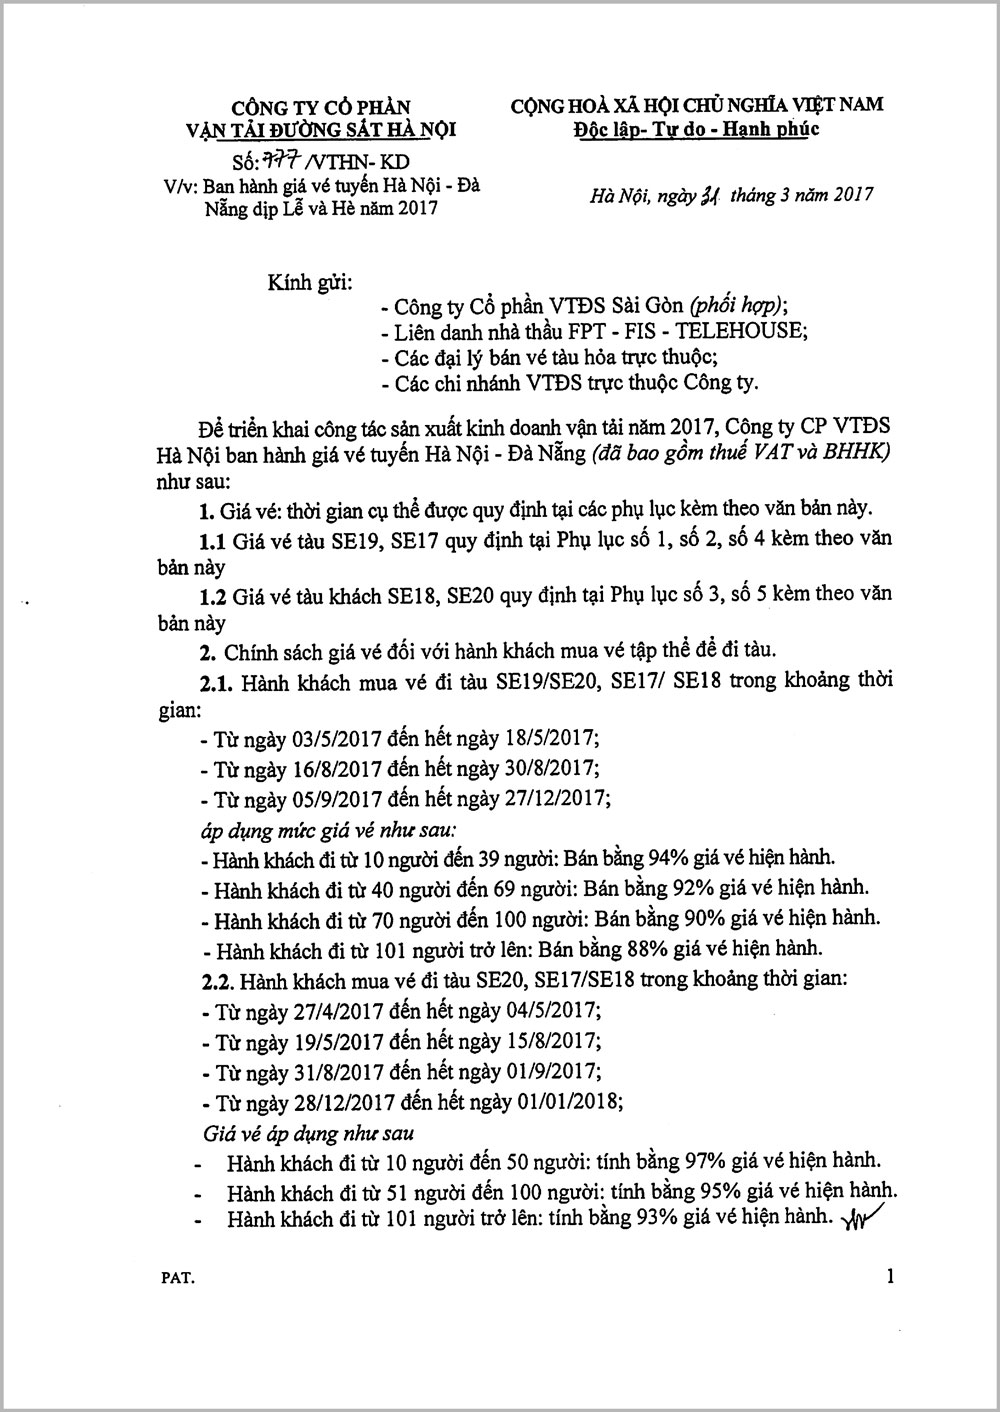 CÔNG TY CỔ PHẦN
VẬN TẢI ĐƯỜNG SẮT HÀ NỘI
Số:777/VTHN- KD
V/v: Ban hành giá vé tuyến Hà Nội - Đà
Nẵng dịp Lễ và Hè năm 2017
CỘNG HOÀ XÃ HỘI CHỦ NGHĨA VIỆT NAM
Độc lập- Tự do - Hạnh phúc
Hà Nội, ngày 31 tháng 3 năm 2017
Kính gửi:
- Công ty Cổ phần VTĐS Sài Gòn (phối hợp);
- Liên danh nhà thầu FPT - FIS - TELEHOUSE;
- Các đại lý bán vé tàu hỏa trực thuộc;
- Các chi nhánh VTĐS trực thuộc Công ty.
Để triển khai công tác sản xuất kinh doanh vận tải năm 2017, Công ty CP VTĐS
Hà Nội ban hành giá vé tuyến Hà Nội - Đà Nẵng (đã bao gồm thuế VAT và BHHK)
như sau:
1. Giá vé: thời gian cụ thể được quy định tại các phụ lục kèm theo văn bản này.
1.1 Giá vé tàu SE19, SE17 quy định tại Phụ lục số 1, số 2, số 4 kèm theo văn
bản này
1.2 Giá vé tàu khách SE18, SE20 quy định tại Phụ lục số 3, số 5 kèm theo văn
bản này
2. Chính sách giá vé đối với hành khách mua vé tập thể để đi tàu.
2.1. Hành khách mua vé đi tàu SE19/SE20, SE17/ SE18 trong khoảng thời
gian:
- Từ ngày 03/5/2017 đến hết ngày 18/5/2017;
- Từ ngày 16/8/2017 đến hết ngày 30/8/2017;
- Từ ngày 05/9/2017 đến hết ngày 27/12/2017;
áp dụng mức giá vé như sau:
- Hành khách đi từ 10 người đến 39 người: Bán bằng 94% giá vé hiện hành.
- Hành khách đi từ 40 người đến 69 người: Bán bằng 92% giá vé hiện hành.
- Hành khách đi từ 70 người đến 100 người: Bán bằng 90% giá vé hiện hành.
- Hành khách đi từ 101 người trở lên: Bán bằng 88% giá vé hiện hành.
2.2. Hành khách mua vé đi tàu SE20, SE17/SE18 trong khoảng thời gian:
- Từ ngày 27/4/2017 đến hết ngày 04/5/2017;
- Từ ngày 19/5/2017 đến hết ngày 15/8/2017;
- Từ ngày 31/8/2017 đến hết ngày 01/9/2017;
- Từ ngày 28/12/2017 đến hết ngày 01/01/2018;
Giá vé áp dụng như sau
- Hành khách đi từ 10 người đến 50 người: tính bằng 97% giá vé hiện hành.
- Hành khách đi từ 51 người đến 100 người: tính bằng 95% giá vé hiện hành.
- Hành khách đi từ 101 người trở lên: tính bằng 93% giá vé hiện hành.
PAT.
1